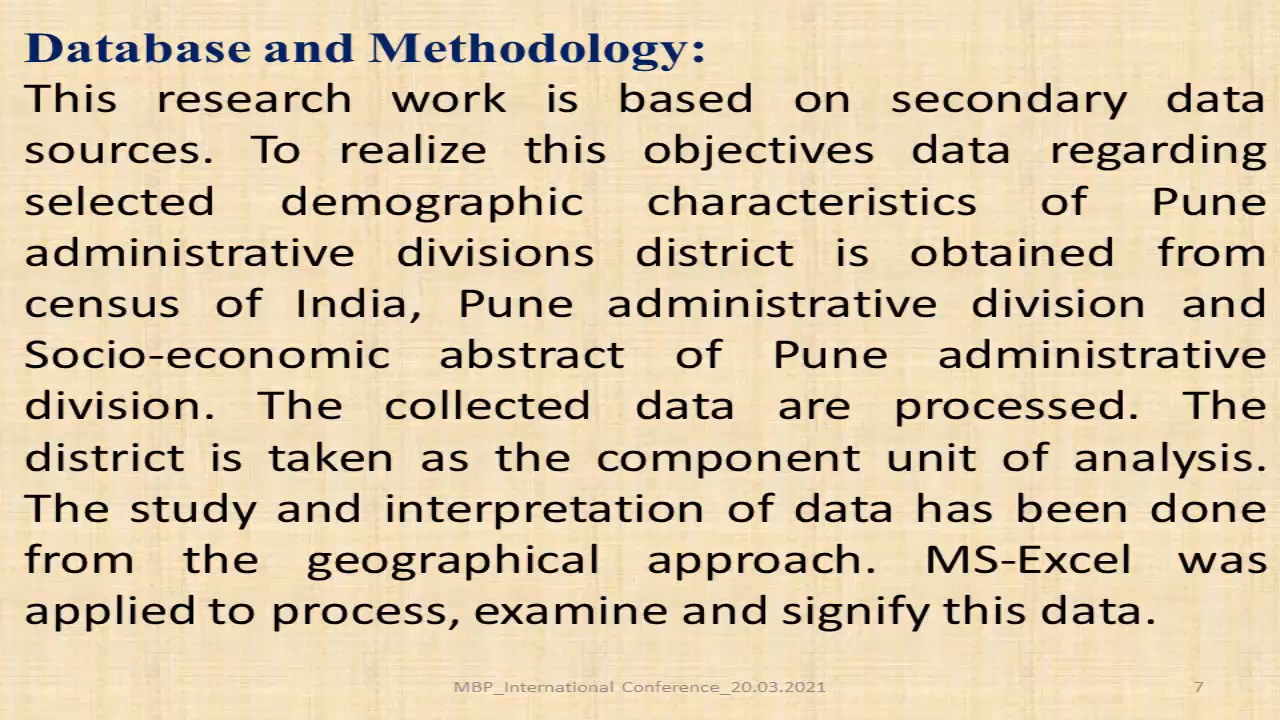 Database and Methodology:
This research work is based on secondary data
sources. To realize this objectives data regarding
selected demographic characteristics of Pune
administrative divisions district is obtained from
census of India, Pune administrative division and
Socio-economic abstract of Pune administrative
division. The collected data are processed. The
district is taken as the component unit of analysis.
The study and interpretation of data has been done
from the geographical approach. MS-Excel was
applied to process, examine and signify this data.
MBP_International Conference_20.03.2021
7